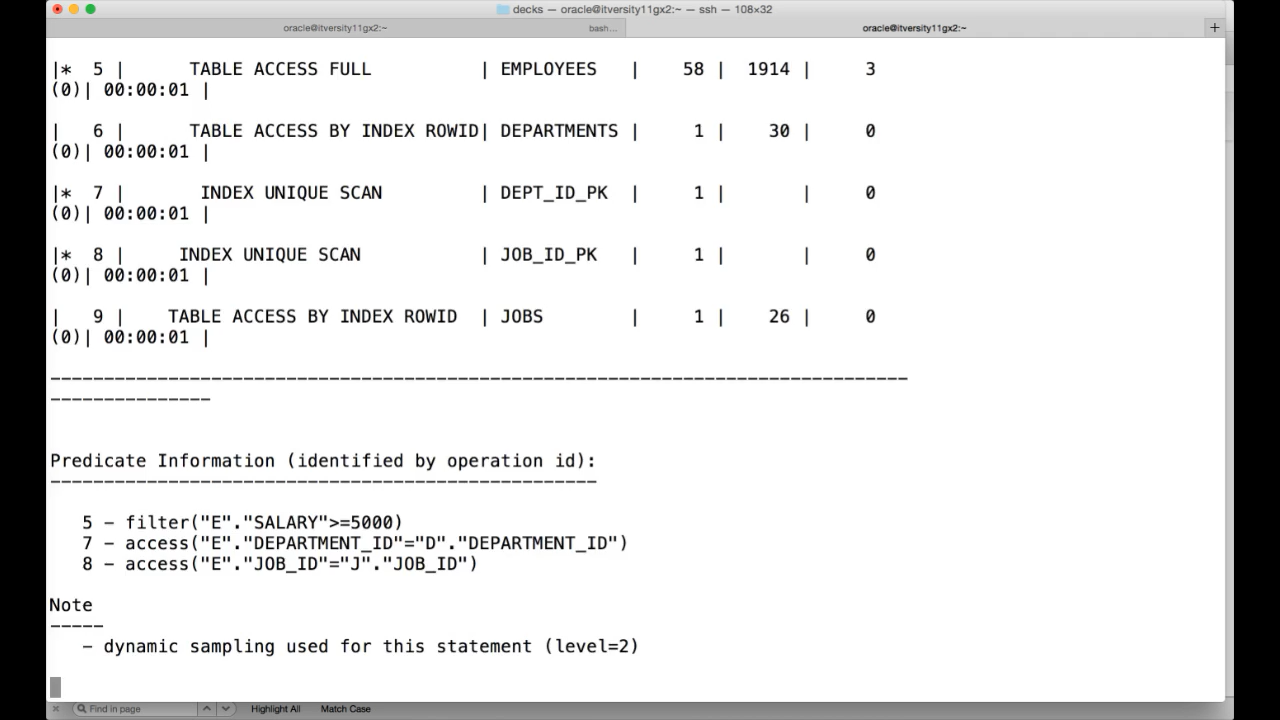 decks — oracle@itversity11gx2:~ — ssh — 108×32
oracle@itversity11gx2:~ bash... oracle@itversity11gx2:~ +
|* 5 | TABLE ACCESS FULL | EMPLOYEES | 58 | 1914 | 3
(0)| 00:00:01 |
| 6 | TABLE ACCESS BY INDEX ROWID| DEPARTMENTS | 1 | 30 | 0
(0)| 00:00:01 |
|* 7 | INDEX UNIQUE SCAN | DEPT_ID_PK | 1 | | 0
(0)| 00:00:01 |
|* 8 | INDEX UNIQUE SCAN | JOB_ID_PK | 1 | | 0
(0)| 00:00:01 |
| 9 | TABLE ACCESS BY INDEX ROWID | JOBS | 1 | 26 | 0
(0)| 00:00:01 |
--------------------------------------------------------------------------------
---------------
Predicate Information (identified by operation id):
---------------------------------------------------
5 - filter("E"."SALARY">=5000)
7 - access("E"."DEPARTMENT_ID"="D"."DEPARTMENT_ID")
8 - access("E"."JOB_ID"="J"."JOB_ID")
Note
-----
- dynamic sampling used for this statement (level=2)
Find in page Highlight All Match Case